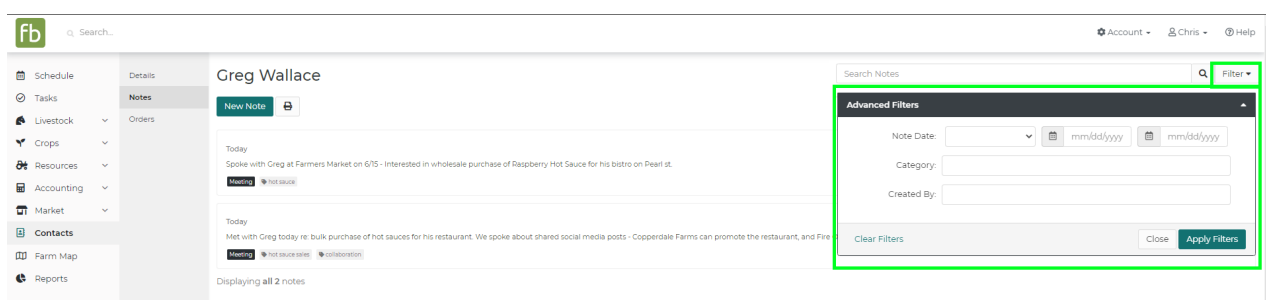 fb
Search...
Account
Chris
Help
Schedule
Tasks
Livestock
Crops
Resources
Accounting
Market
Contacts
Farm Map
Reports
Details
Notes
Orders
Greg Wallace
New Note
Search Notes
Filter
Today
Spoke with Greg at Farmers Market on 6/15 - Interested in wholesale purchase of Raspberry Hot Sauce for his bistro on Pearl st.
Meeting hot sauce
Today
Met with Greg today re: bulk purchase of hot sauces for his restaurant. We spoke about shared social media posts - Copperdale Farms can promote the restaurant, and Fire
Meeting hot sauce sales collaboration
Displaying all 2 notes
Advanced Filters
Note Date: mm/dd/yyyy mm/dd/yyyy
Category:
Created By:
Clear Filters
Close
Apply Filters